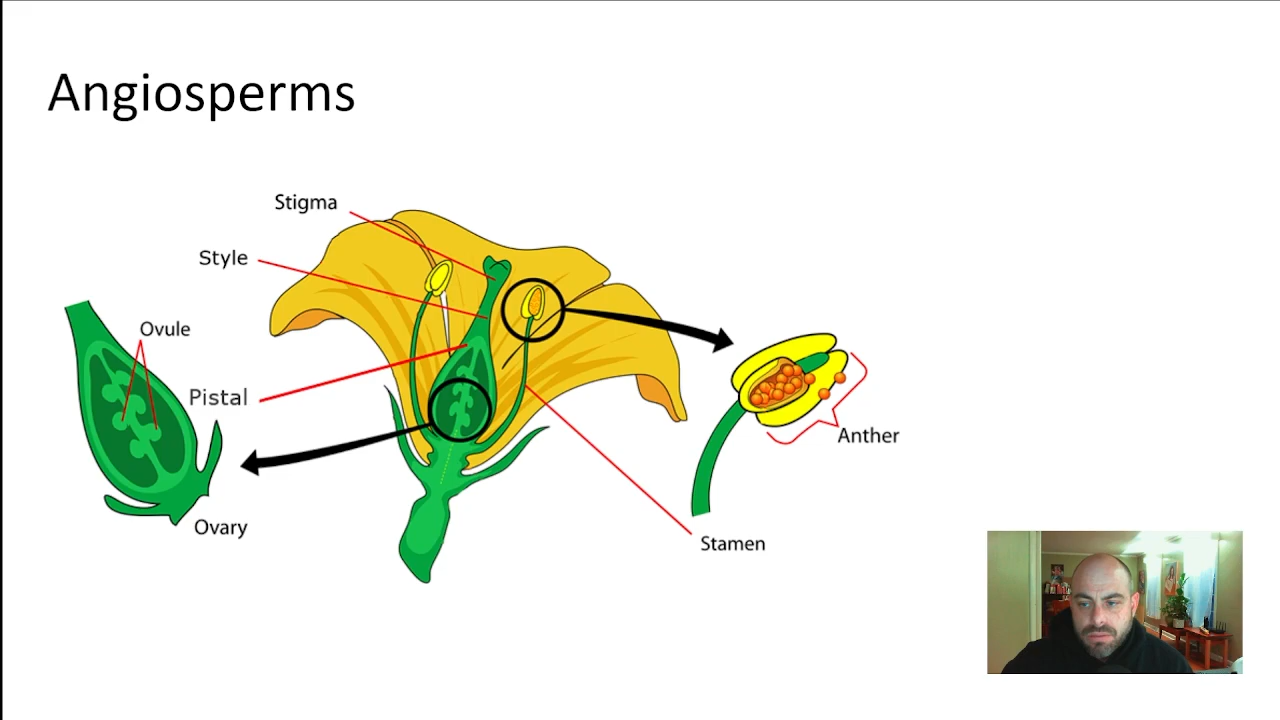 Angiosperms
Stigma
Style
Ovule
Pistal
Anther
Ovary
Stamen